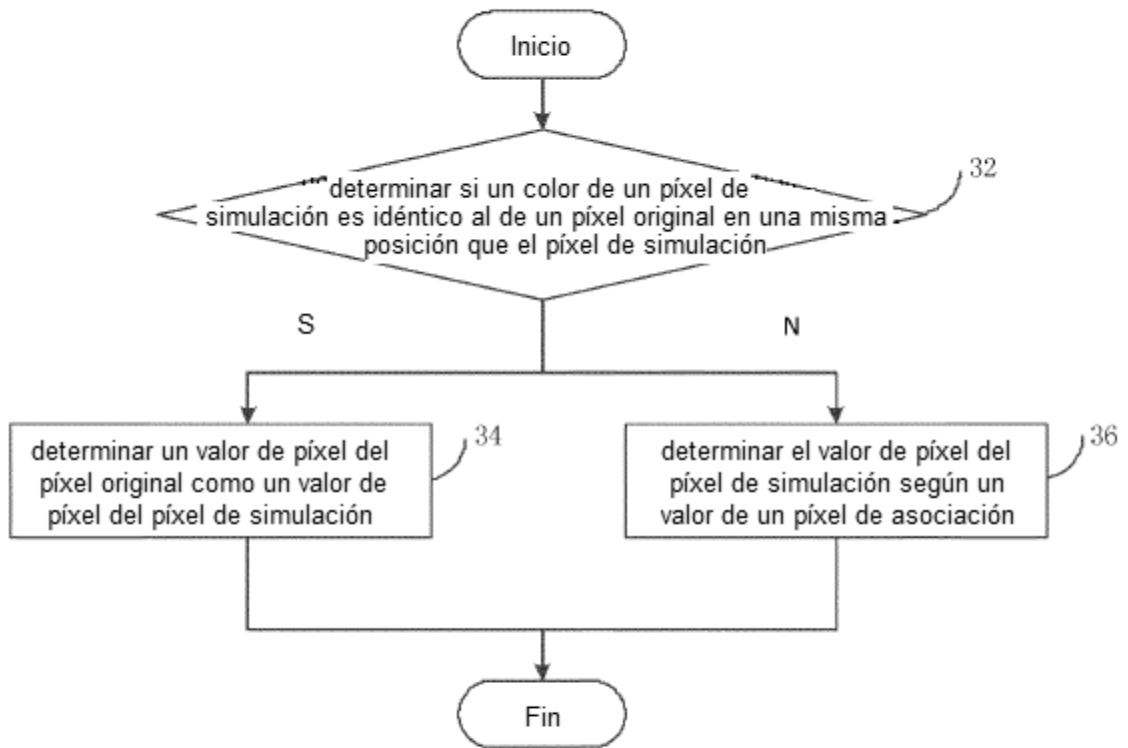 Inicio
determinar si un color de un píxel de
simulación es idéntico al de un píxel original en una misma
posición que el píxel de simulación
32
S
N
determinar un valor de píxel del
píxel original como un valor de
píxel del píxel de simulación
34
determinar el valor de píxel del
píxel de simulación según un
valor de un píxel de asociación
36
Fin